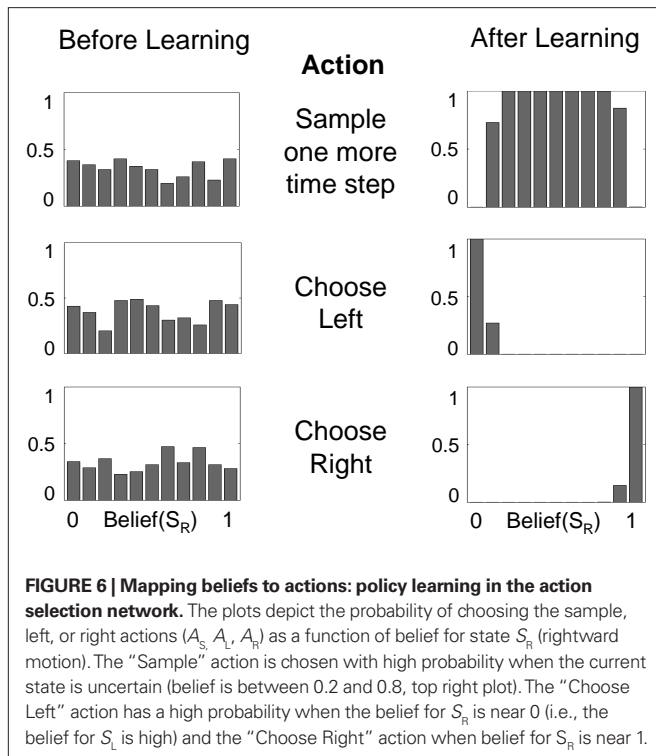 Before Learning
Action
After Learning
1
0.5
0
Sample
one more
time step
1
0.5
0
1
0.5
0
Choose
Left
1
0.5
0
1
0.5
0
Choose
Right
1
0.5
0
0 Belief(S_R) 1
0 Belief(S_R) 1
FIGURE 6 | Mapping beliefs to actions: policy learning in the action
selection network. The plots depict the probability of choosing the sample,
left, or right actions (A_S, A_L, A_R) as a function of belief for state S_R (rightward
motion). The “Sample” action is chosen with high probability when the current
state is uncertain (belief is between 0.2 and 0.8, top right plot). The “Choose
Left” action has a high probability when the belief for S_R is near 0 (i.e., the
belief for S_L is high) and the “Choose Right” action when belief for S_R is near 1.